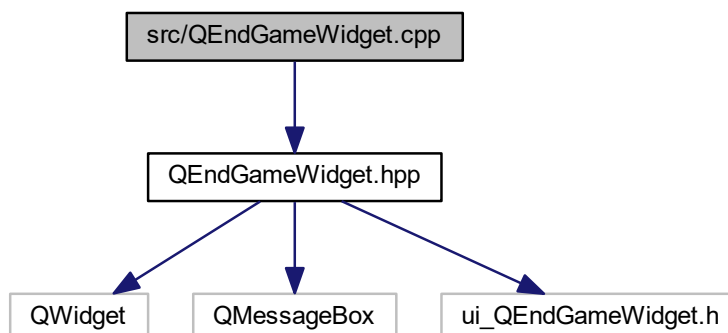 src/QEndGameWidget.cpp
QEndGameWidget.hpp
QWidget
QMessageBox
ui_QEndGameWidget.h